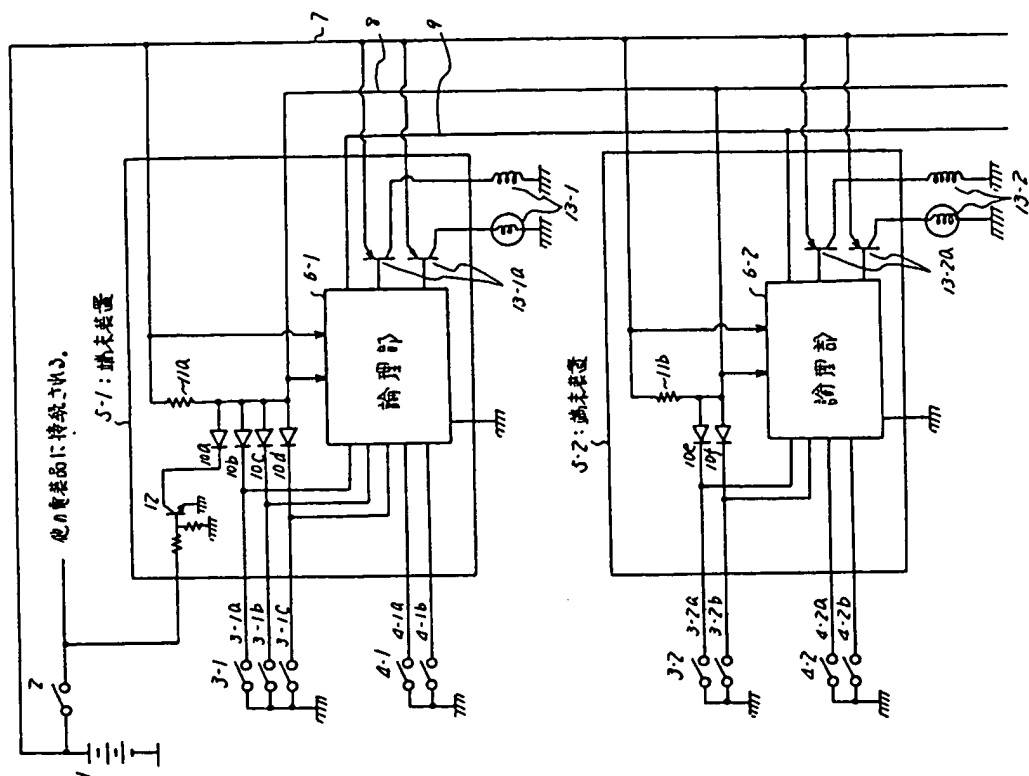 1
2
他の電装品に接続される。
7
8
9
5-1:端末装置
12
10a
10b
10c
10d
~11a
6-1
論理部
13-1a
13-1
3-1
3-1a
3-1b
3-1c
4-1
4-1a
4-1b
5-2:端末装置
10e
10f
~11b
6-2
論理部
13-2a
13-2
3-2
3-2a
3-2b
4-2
4-2a
4-2b